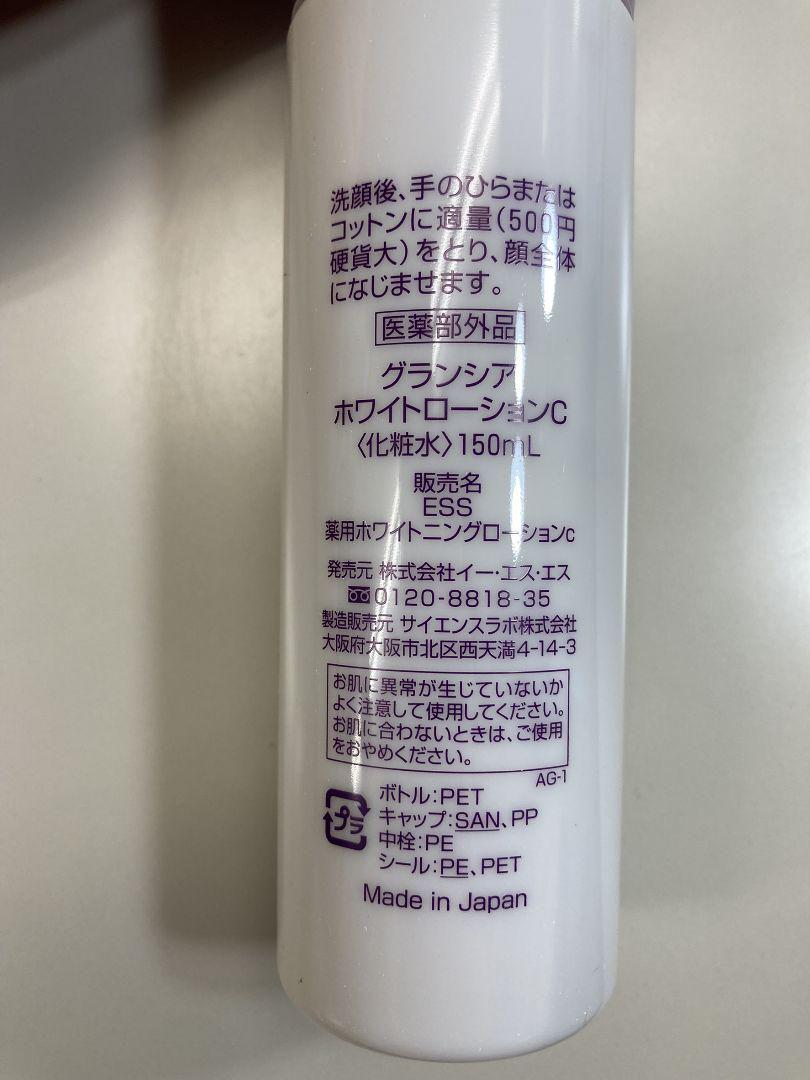 洗顔後、手のひらまたは
コットンに適量(500円
硬貨大)をとり、顔全体
になじませます。
医薬部外品
グランシア
ホワイトローションC
〈化粧水〉150mL
販売名
ESS
薬用ホワイトニングローションc
発売元 株式会社イー・エス・エス
0120-8818-35
製造販売元 サイエンスラボ株式会社
大阪府大阪市北区西天満4-14-3
お肌に異常が生じていないか
よく注意して使用してください。
お肌に合わないときは、ご使用
をおやめください。
AG-1
プラ
ボトル:PET
キャップ:SAN、PP
中栓:PE
シール:PE、PET
Made in Japan